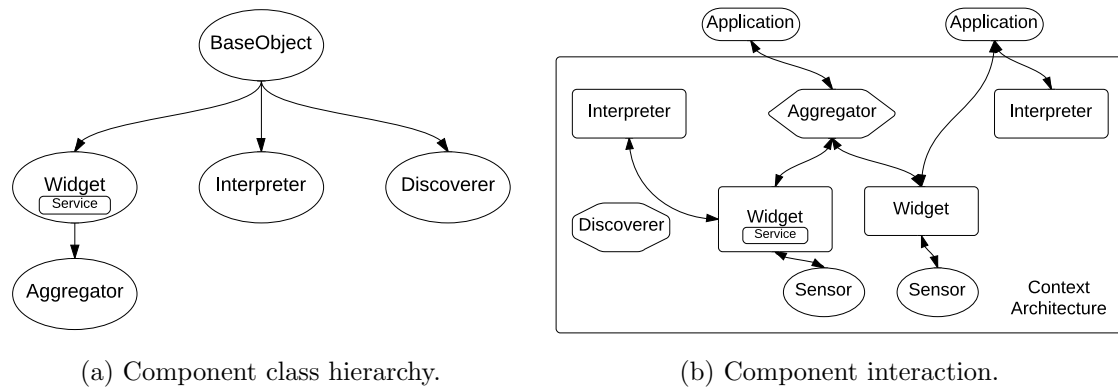 BaseObject
Widget
Service
Interpreter
Discoverer
Aggregator
(a) Component class hierarchy.
Application
Application
Interpreter
Aggregator
Interpreter
Discoverer
Widget
Service
Widget
Sensor
Sensor
Context
Architecture
(b) Component interaction.